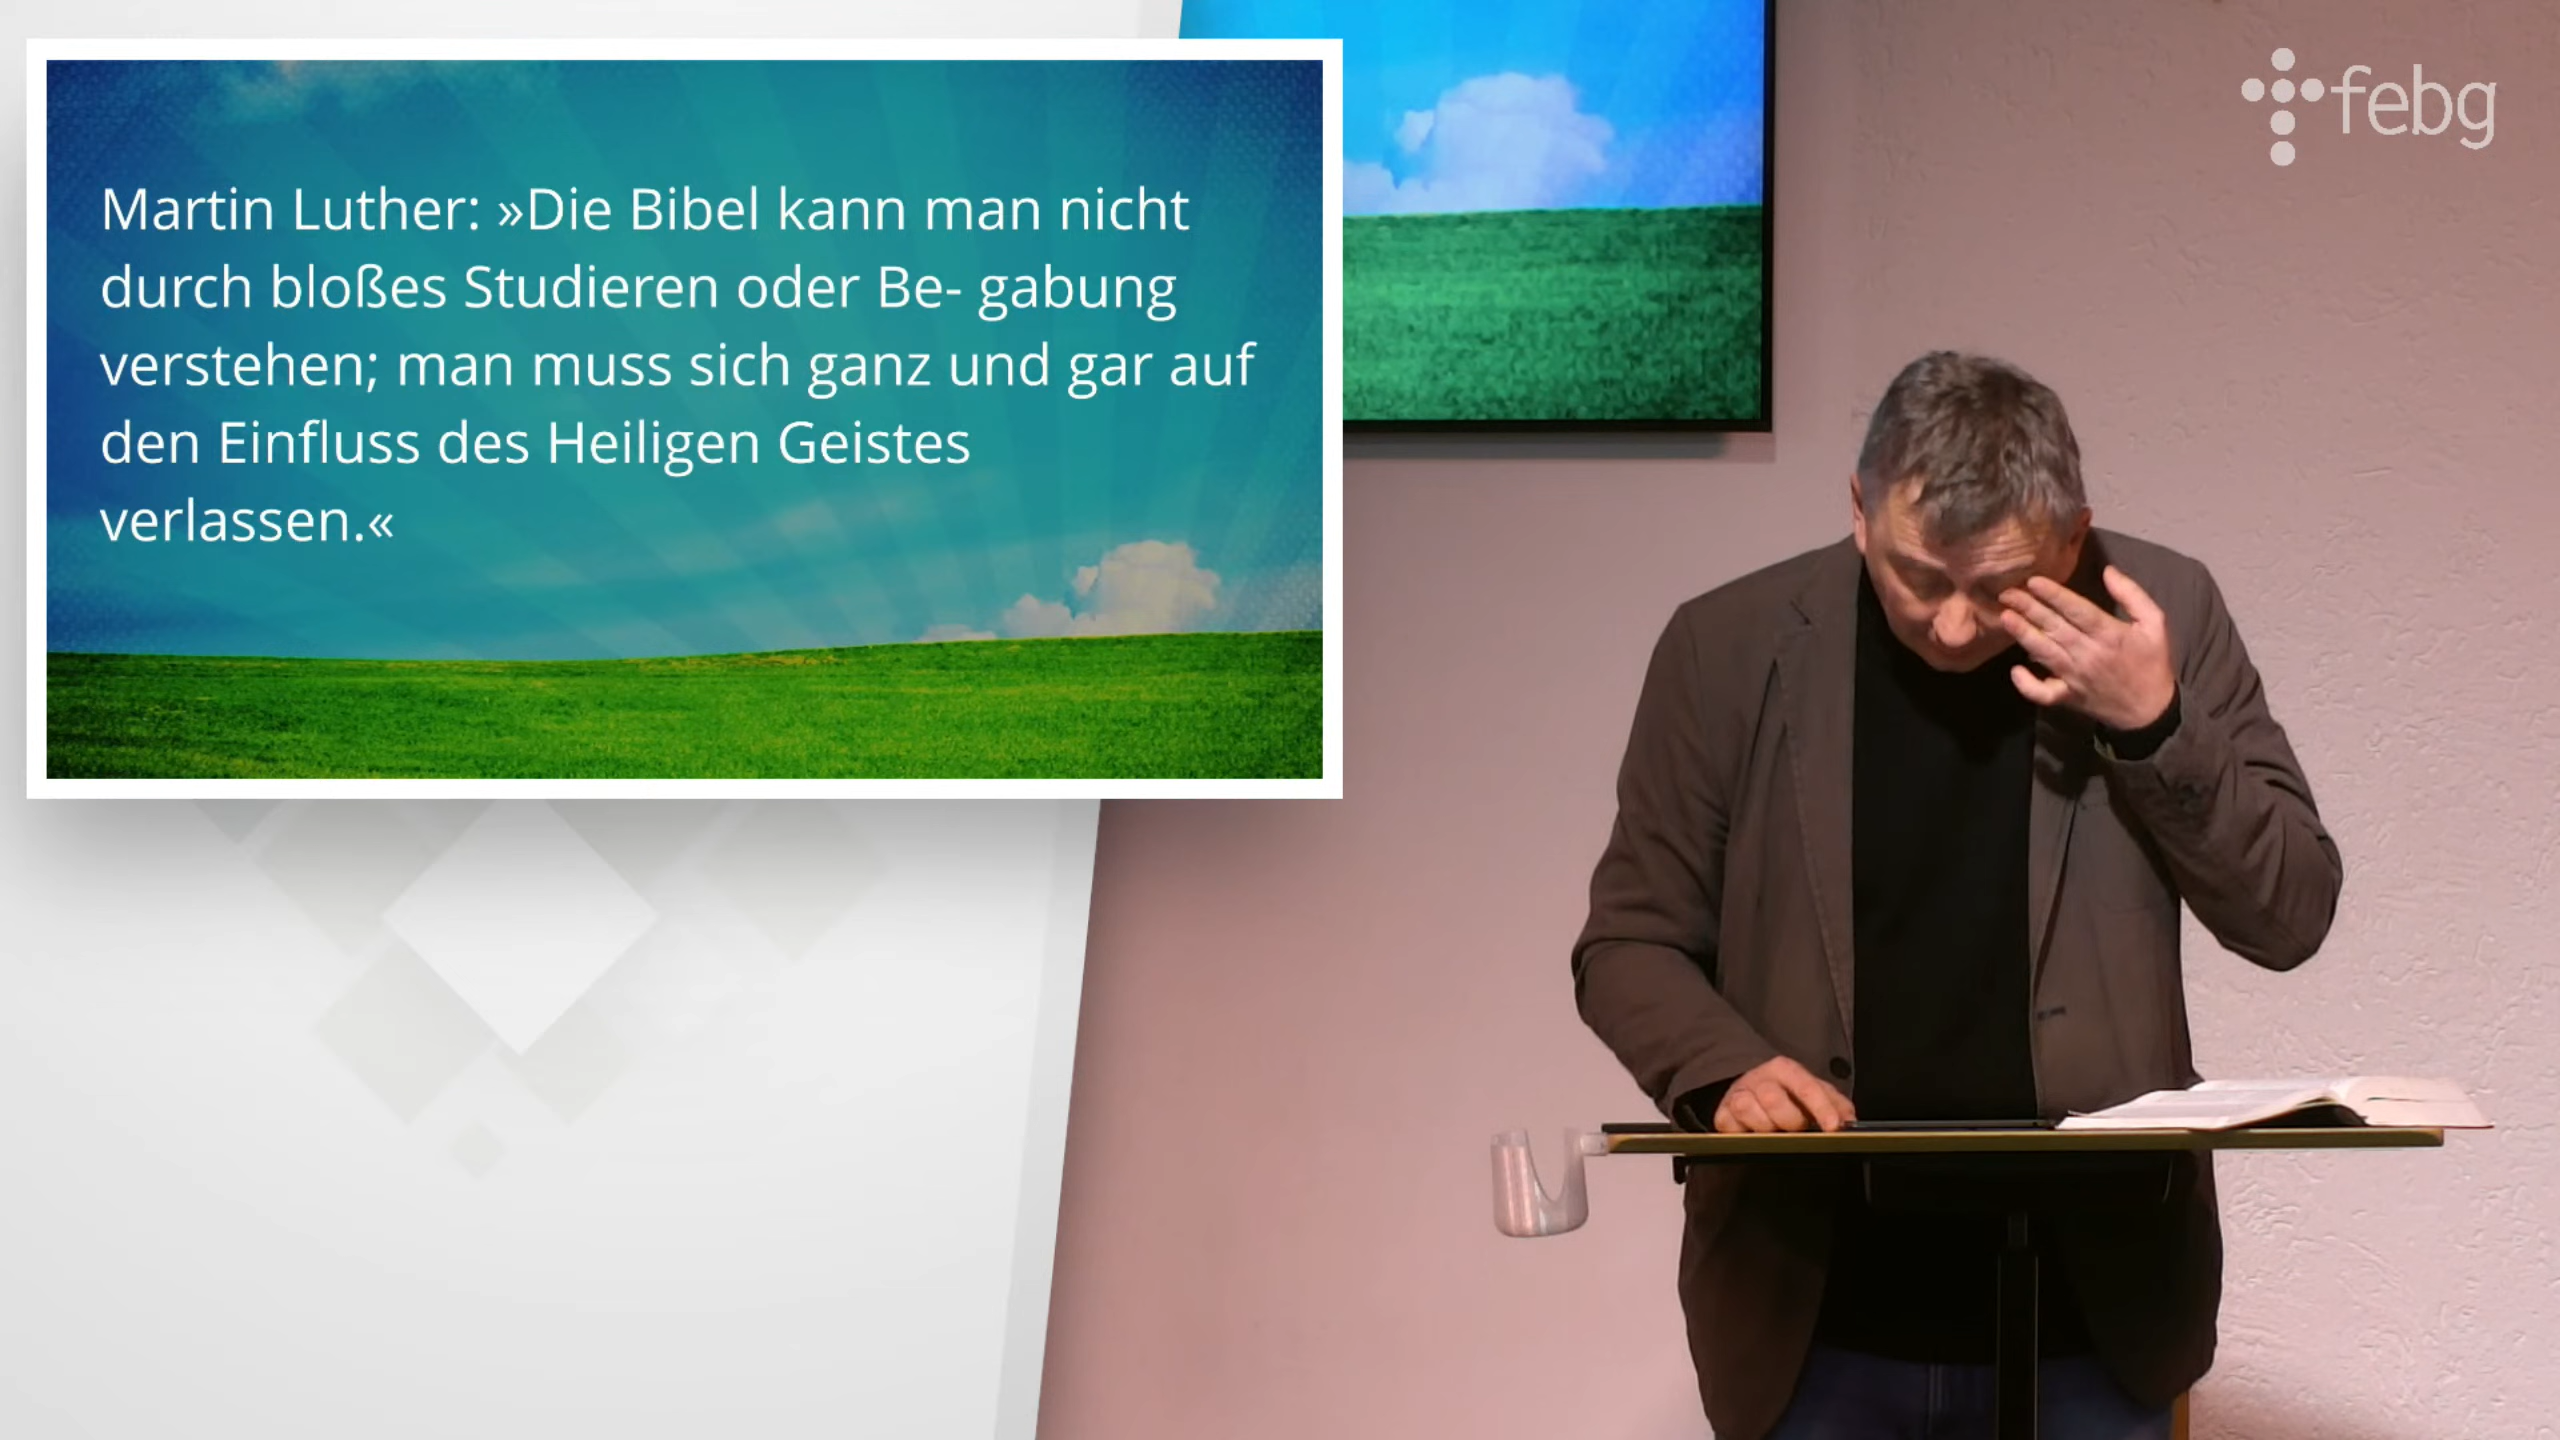 Martin Luther: »Die Bibel kann man nicht
durch bloßes Studieren oder Be- gabung
verstehen; man muss sich ganz und gar auf
den Einfluss des Heiligen Geistes
verlassen.«
febg